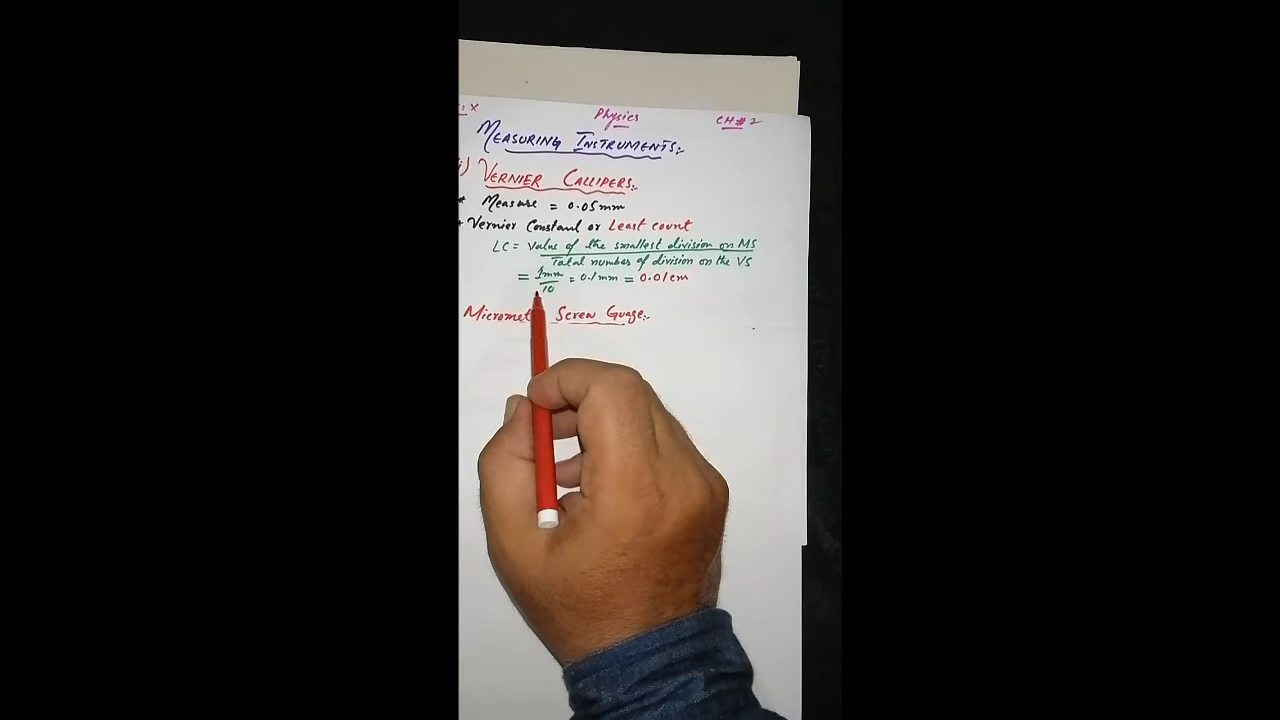 : X Physics CH # 2
MEASURING INSTRUMENTS:-
i) VERNIER CALLIPERS:-
* Measure = 0.05mm
* Vernier Constant or Least count
LC = Value of the smallest division on MS
Total number of division on the VS
= 1mm = 0.1mm = 0.01cm
10
Screw Guage:-